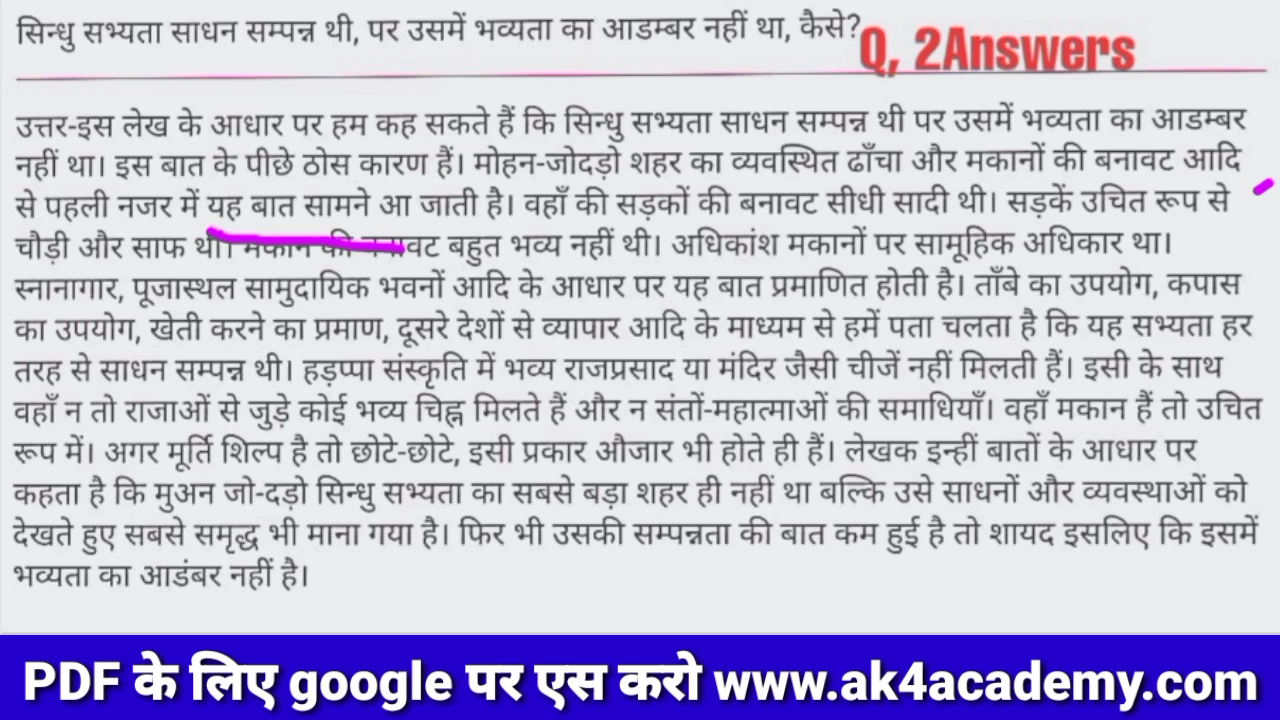 सिन्धु सभ्यता साधन सम्पन्न थी, पर उसमें भव्यता का आडम्बर नहीं था, कैसे?
Q, 2Answers
उत्तर-इस लेख के आधार पर हम कह सकते हैं कि सिन्धु सभ्यता साधन सम्पन्न थी पर उसमें भव्यता का आडम्बर
नहीं था। इस बात के पीछे ठोस कारण हैं। मोहन-जोदड़ो शहर का व्यवस्थित ढाँचा और मकानों की बनावट आदि
से पहली नजर में यह बात सामने आ जाती है। वहाँ की सड़कों की बनावट सीधी सादी थी। सड़कें उचित रूप से
चौड़ी और साफ थी। मकान की बनावट बहुत भव्य नहीं थी। अधिकांश मकानों पर सामूहिक अधिकार था।
स्नानागार, पूजास्थल सामुदायिक भवनों आदि के आधार पर यह बात प्रमाणित होती है। ताँबे का उपयोग, कपास
का उपयोग, खेती करने का प्रमाण, दूसरे देशों से व्यापार आदि के माध्यम से हमें पता चलता है कि यह सभ्यता हर
तरह से साधन सम्पन्न थी। हड़प्पा संस्कृति में भव्य राजप्रसाद या मंदिर जैसी चीजें नहीं मिलती हैं। इसी के साथ
वहाँ न तो राजाओं से जुड़े कोई भव्य चिह्न मिलते हैं और न संतों-महात्माओं की समाधियाँ। वहाँ मकान हैं तो उचित
रूप में। अगर मूर्ति शिल्प है तो छोटे-छोटे, इसी प्रकार औजार भी होते ही हैं। लेखक इन्हीं बातों के आधार पर
कहता है कि मुअन जो-दड़ो सिन्धु सभ्यता का सबसे बड़ा शहर ही नहीं था बल्कि उसे साधनों और व्यवस्थाओं को
देखते हुए सबसे समृद्ध भी माना गया है। फिर भी उसकी सम्पन्नता की बात कम हुई है तो शायद इसलिए कि इसमें
भव्यता का आडंबर नहीं है।
PDF के लिए google पर एस करो www.ak4academy.com